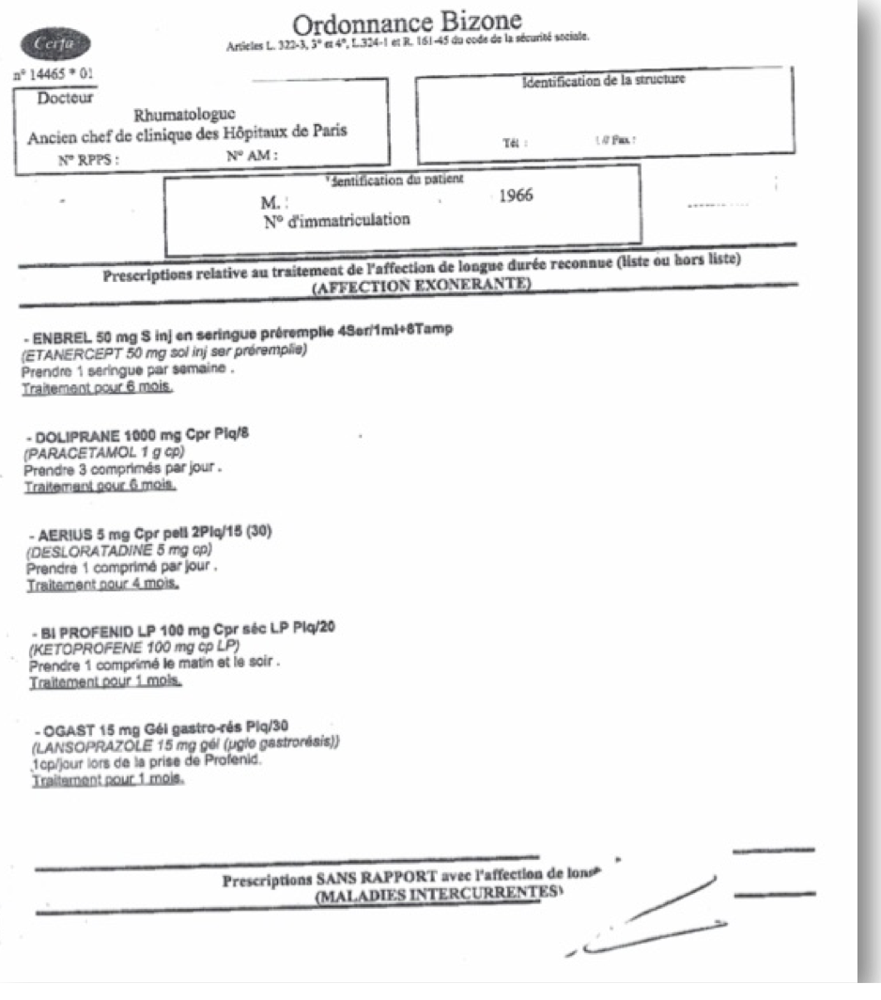 Ordonnance Bizone
Articles L. 322-3, 3° et 4°, L.324-1 et R. 161-45 du code de la sécurité sociale.
Cerfa
n° 14465 * 01
Docteur
Rhumatologue
Ancien chef de clinique des Hôpitaux de Paris
N° RPPS : N° AM :
Identification de la structure
Tél : Fax :
Identification du patient
M. : 1966
N° d'immatriculation
Prescriptions relative au traitement de l'affection de longue durée reconnue (liste ou hors liste)
(AFFECTION EXONERANTE)
- ENBREL 50 mg S inj en seringue préremplie 4Ser/1ml+8Tamp
(ETANERCEPT 50 mg sol inj ser préremplie)
Prendre 1 seringue par semaine .
Traitement pour 6 mois.
- DOLIPRANE 1000 mg Cpr Plq/8
(PARACETAMOL 1 g cp)
Prendre 3 comprimés par jour .
Traitement pour 6 mois.
- AERIUS 5 mg Cpr pell 2Plq/15 (30)
(DESLORATADINE 5 mg cp)
Prendre 1 comprimé par jour .
Traitement pour 4 mois.
- BI PROFENID LP 100 mg Cpr séc LP Plq/20
(KETOPROFENE 100 mg cp LP)
Prendre 1 comprimé le matin et le soir .
Traitement pour 1 mois.
- OGAST 15 mg Gél gastro-rés Plq/30
(LANSOPRAZOLE 15 mg gél (µgle gastrorésis))
1cp/jour lors de la prise de Profenid.
Traitement pour 1 mois.
Prescriptions SANS RAPPORT avec l'affection de
(MALADIES INTERCURRENTES)